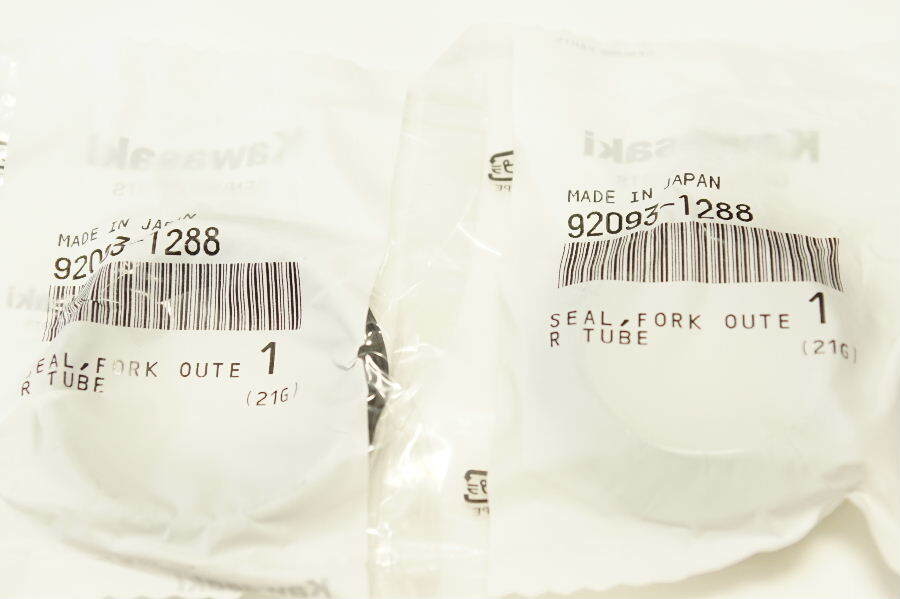 Kawasaki
MADE IN JAPAN
92093-1288
SEAL,FORK OUTE 1
R TUBE
(21G)
Kawasaki
MADE IN JAPAN
92093-1288
SEAL,FORK OUTE 1
R TUBE
(21G)